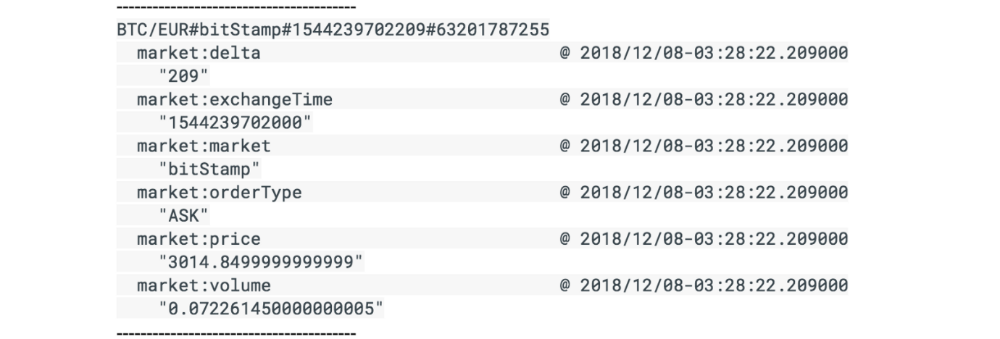 ----------------------------------------
BTC/EUR#bitStamp#1544239702209#63201787255
market:delta @ 2018/12/08-03:28:22.209000
"209"
market:exchangeTime @ 2018/12/08-03:28:22.209000
"1544239702000"
market:market @ 2018/12/08-03:28:22.209000
"bitStamp"
market:orderType @ 2018/12/08-03:28:22.209000
"ASK"
market:price @ 2018/12/08-03:28:22.209000
"3014.8499999999999"
market:volume @ 2018/12/08-03:28:22.209000
"0.072261450000000005"
----------------------------------------